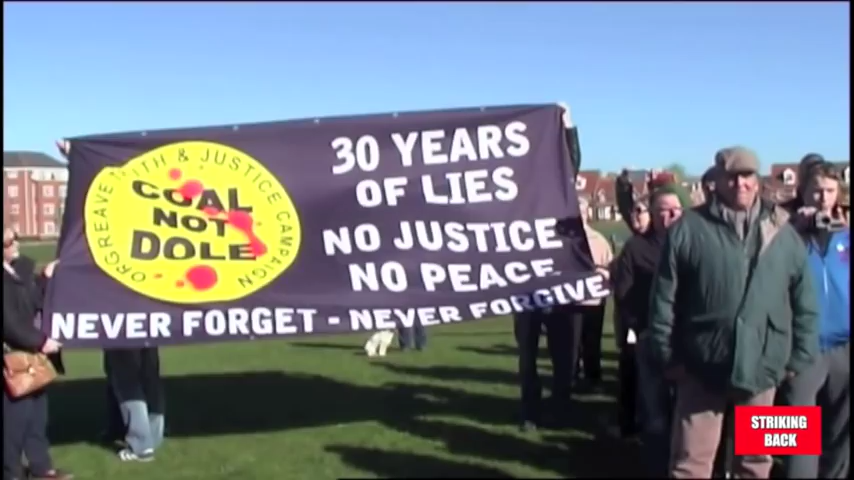 ORGREAVE TRUTH & JUSTICE CAMPAIGN
COAL
NOT
DOLE
30 YEARS
OF LIES
NO JUSTICE
NO PEACE
NEVER FORGET - NEVER FORGIVE
STRIKING
BACK